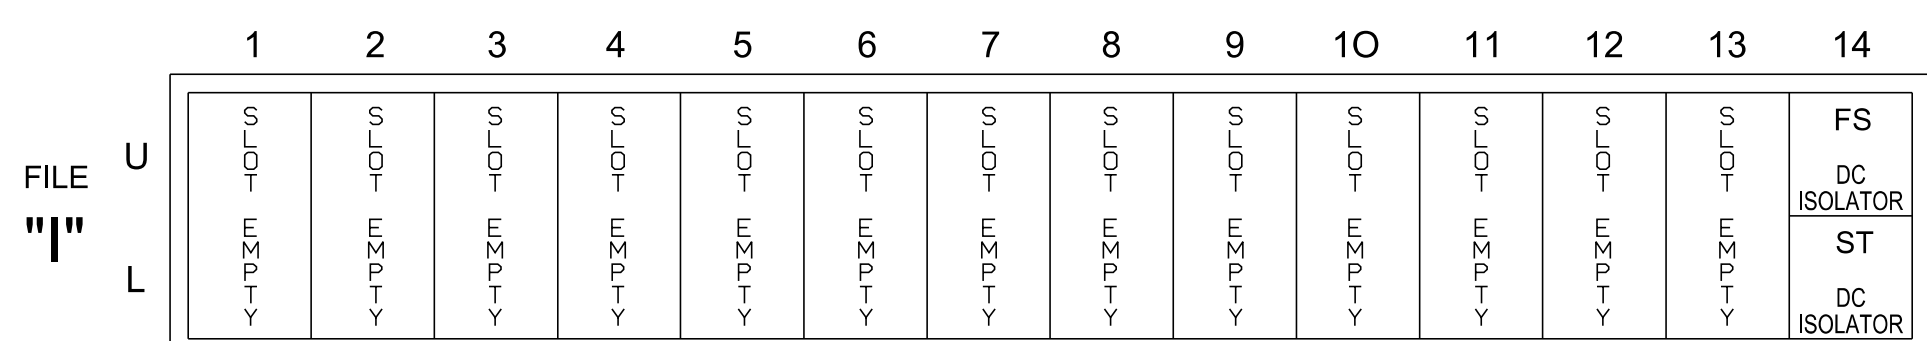 1 2 3 4 5 6 7 8 9 10 11 12 13 14
FILE
"I"
U
L
SLOT EMPTY
SLOT EMPTY
SLOT EMPTY
SLOT EMPTY
SLOT EMPTY
SLOT EMPTY
SLOT EMPTY
SLOT EMPTY
SLOT EMPTY
SLOT EMPTY
SLOT EMPTY
SLOT EMPTY
SLOT EMPTY
FS
DC
ISOLATOR
ST
DC
ISOLATOR